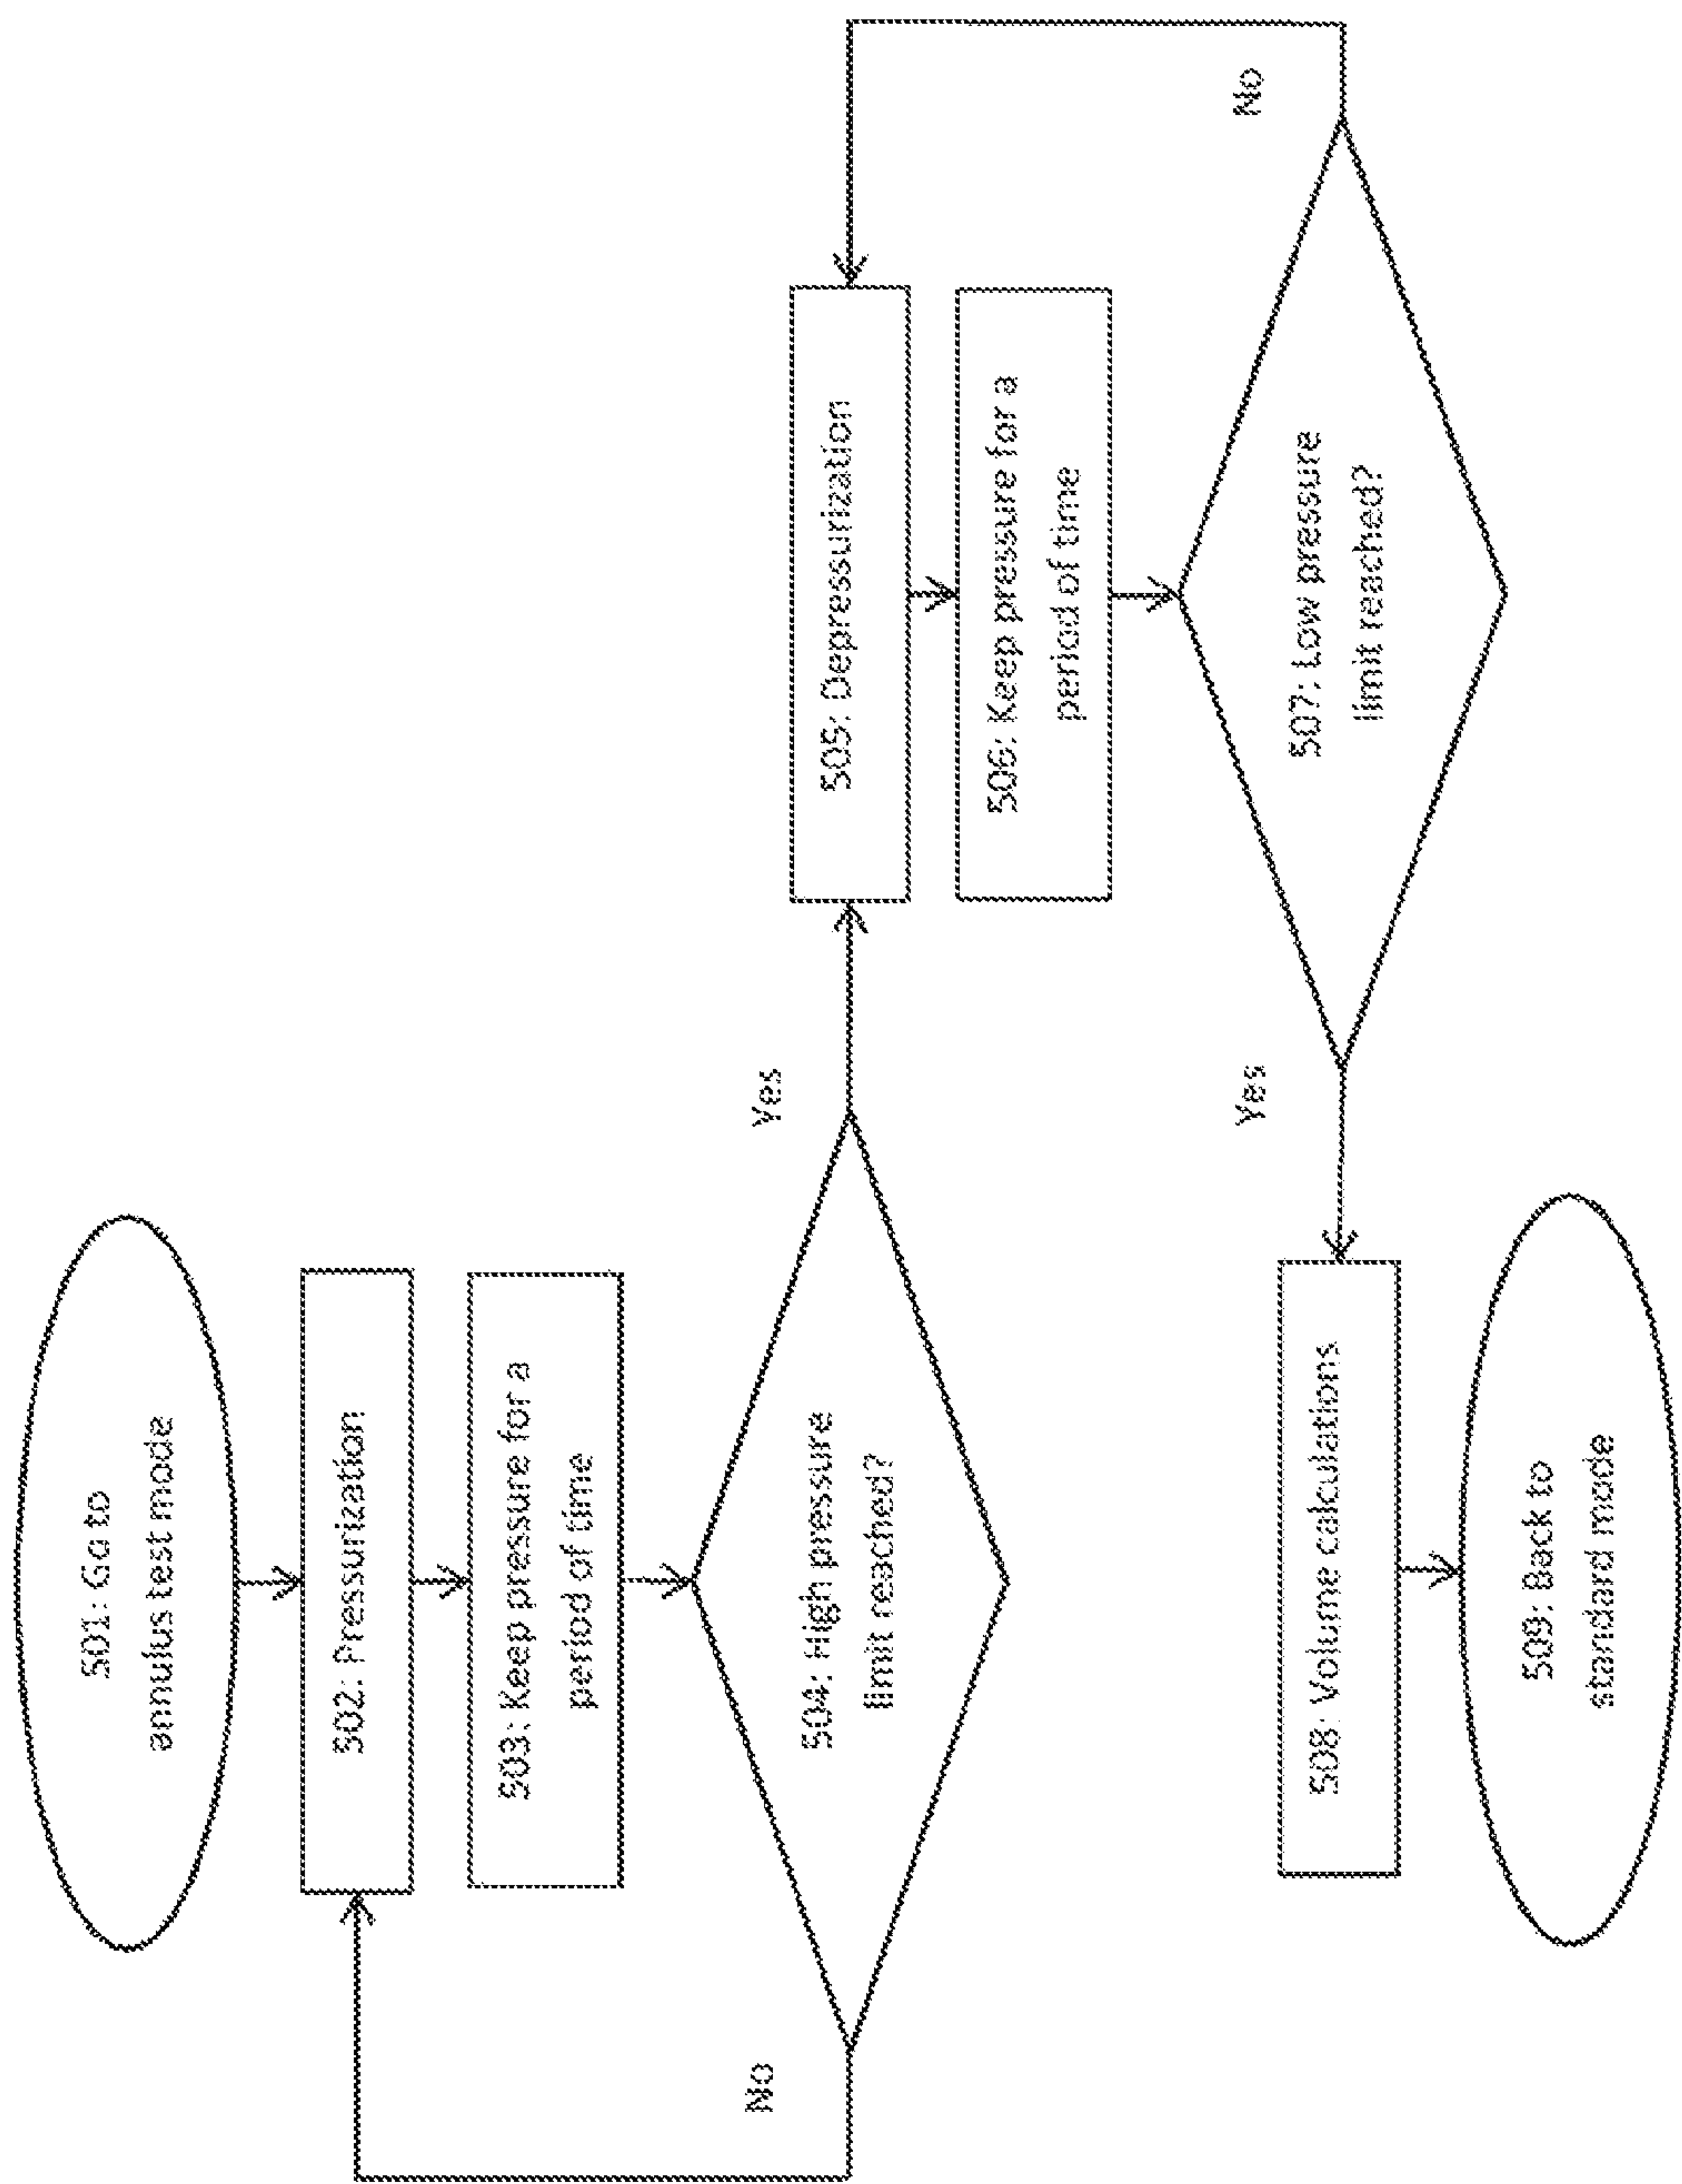 501: Go to
annulus test mode
502: Pressurization
503: Keep pressure for a
period of time
504: High pressure
limit reached?
No
Yes
505: Depressurization
506: Keep pressure for a
period of time
507: Low pressure
limit reached?
No
Yes
508: Volume calculations
509: Back to
standard mode